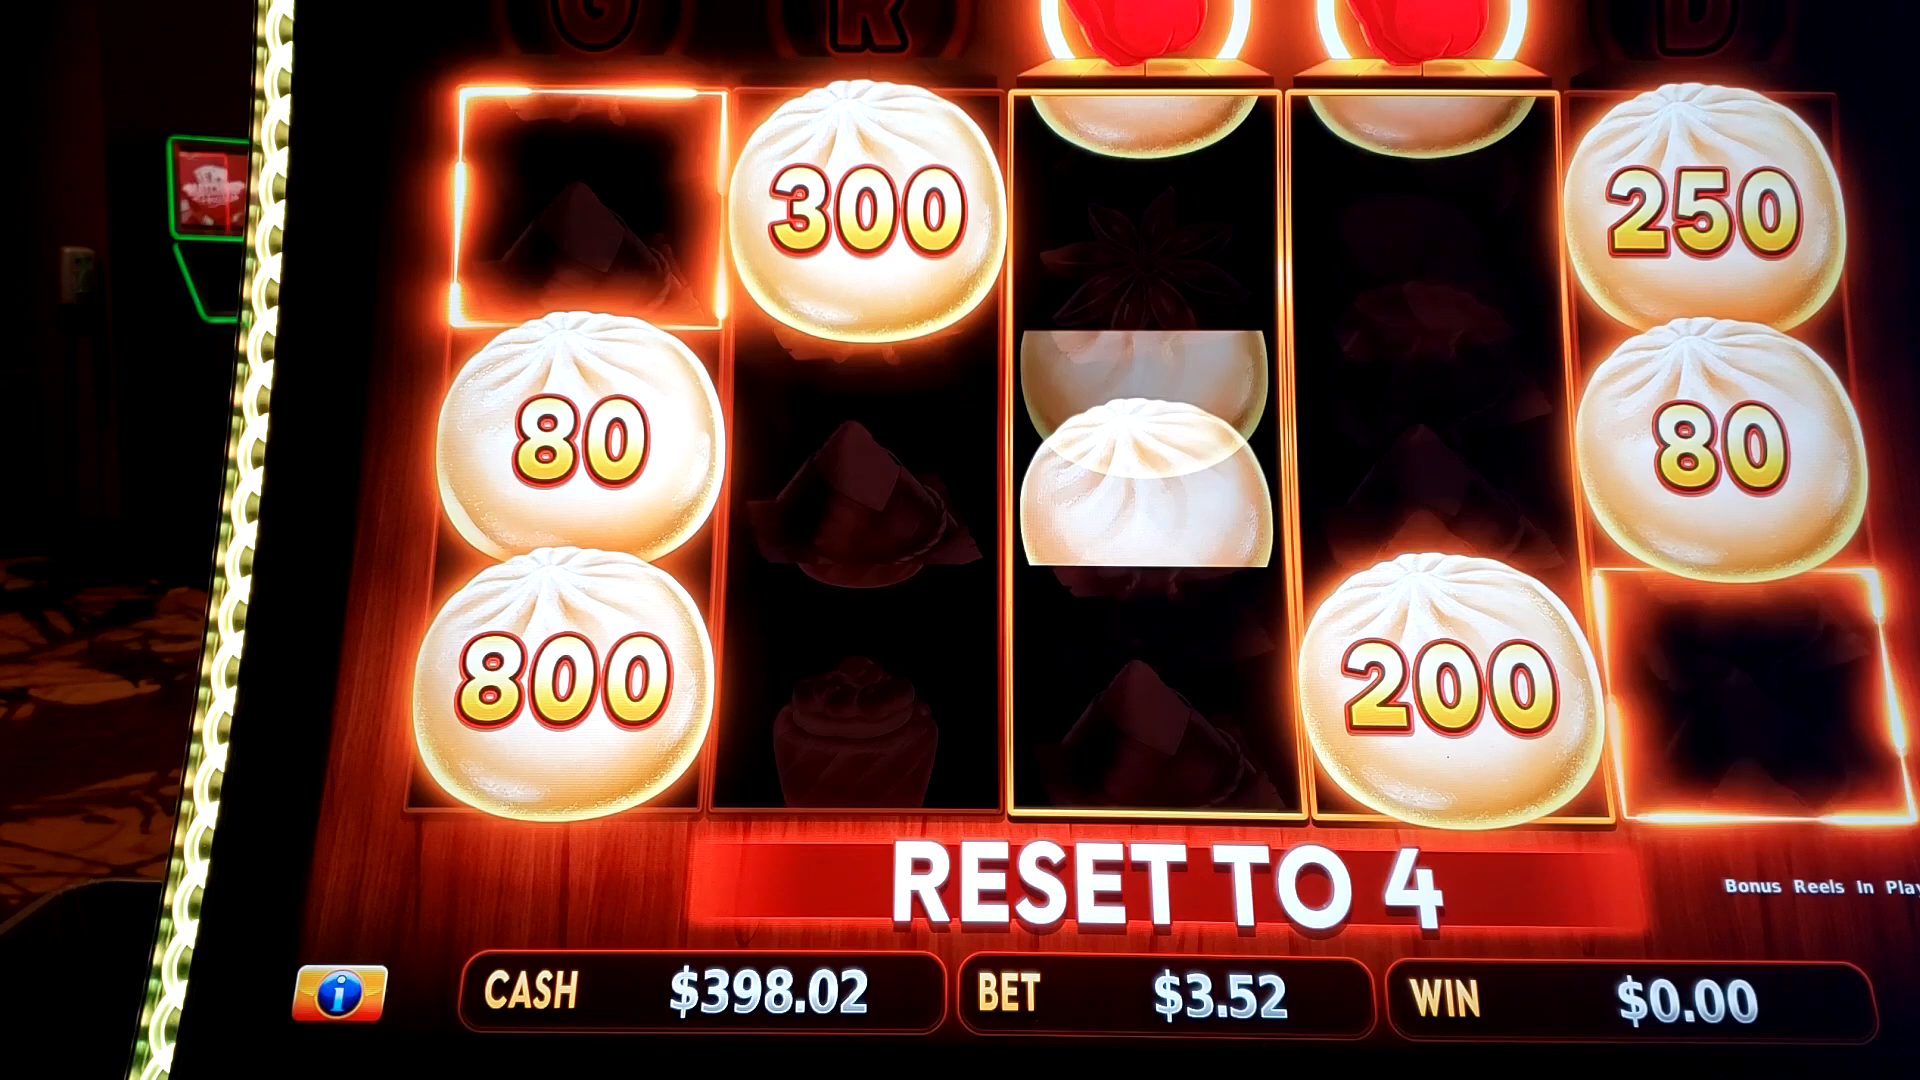 G R D
300
250
80
80
800
200
RESET TO 4
Bonus Reels In Play
CASH $398.02 BET $3.52 WIN $0.00